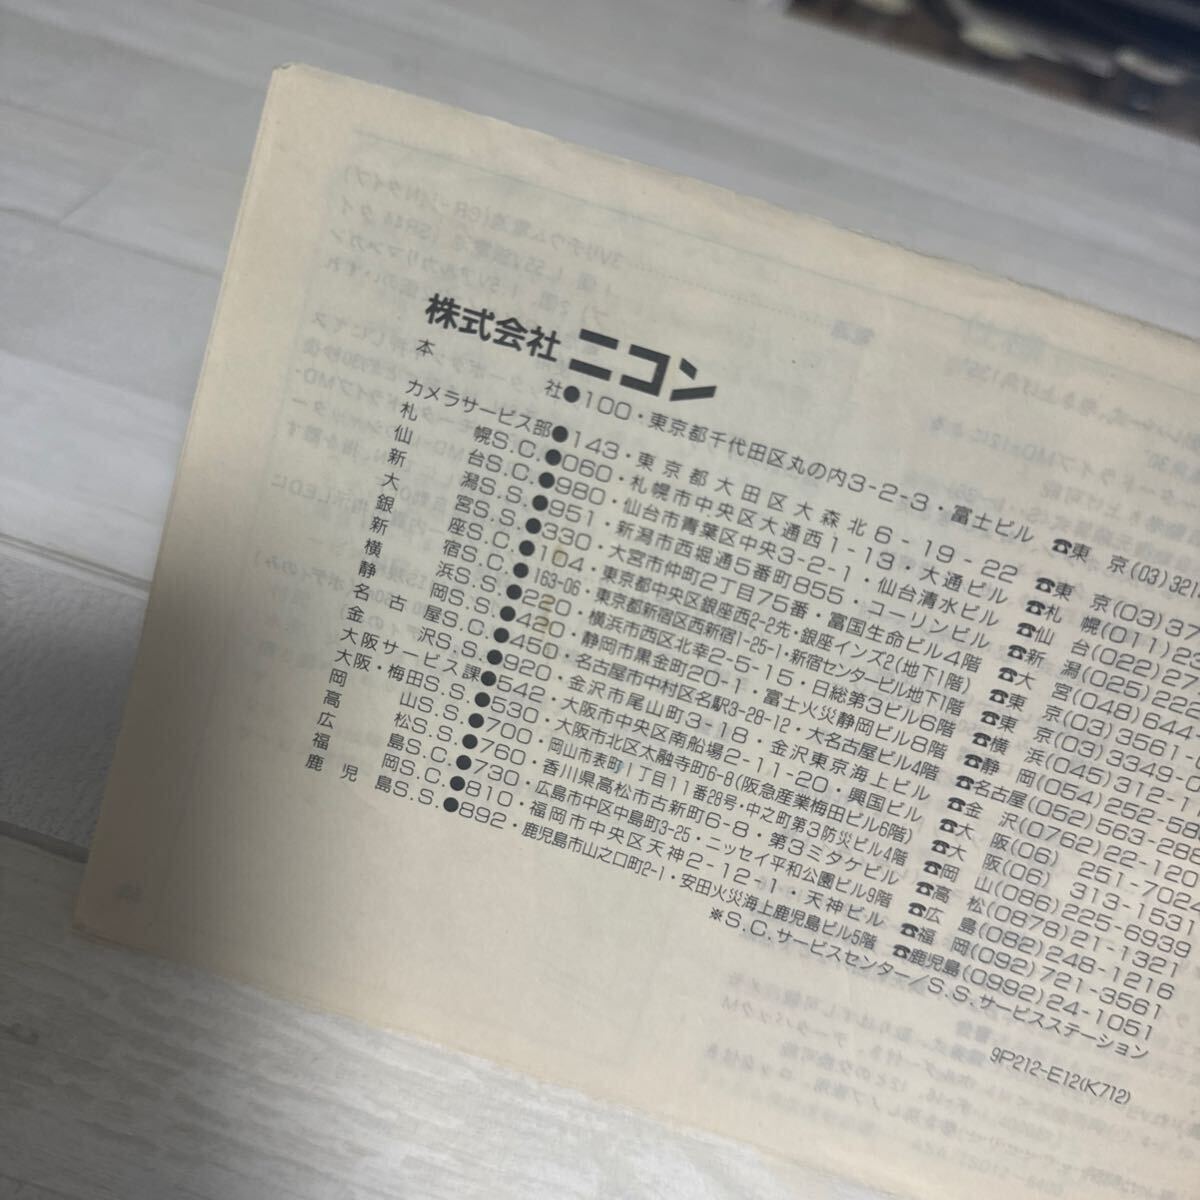 株式会社 ニコン
本 社●100・東京都千代田区丸の内3-2-3・富士ビル ☎東 京(03)321
カメラサービス部●143・東京都大田区大森北6-19-22 ☎東 京(03)37
札 幌S.C.●060・札幌市中央区大通西1-13・大通ビル ☎札 幌(011)23
仙 台S.C.●980・仙台市青葉区中央3-2-1・仙台清水ビル ☎仙 台(022)227
新 潟S.S.●951・新潟市西堀通5番町855・コーリンビル ☎新 潟(025)223
大 宮S.S.●330・大宮市仲町2丁目75番・富国生命ビル4階 ☎大 宮(048)644
銀 座S.C.●104・東京都中央区銀座西2-2先・銀座インズ2(地下1階) ☎東 京(03)3561-0
新 宿S.C.●163-06・東京都新宿区西新宿1-25-1・新宿センタービル地下1階 ☎東 京(03)3349-0
横 浜S.S.●220・横浜市西区北幸2-5-15・日総第3ビル6階 ☎横 浜(045)312-1
静 岡S.S.●420・静岡市黒金町20-1・富士火災静岡ビル8階 ☎静 岡(054)252-58
名 古 屋S.C.●450・名古屋市中村区名駅3-28-12・大名古屋ビル4階 ☎名古屋(052)563-288
金 沢S.S.●920・金沢市尾山町3-18・金沢東京海上ビル ☎金 沢(0762)22-120
大阪サービス課●542・大阪市中央区南船場2-11-20・興国ビル ☎大 阪(06) 251-702
大阪・梅田S.S.●530・大阪市北区太融寺町6-8(阪急産業梅田ビル6階) ☎大 阪(06) 313-1531
岡 山S.S.●700・岡山市表町1丁目11番28号・中之町第3防災ビル4階 ☎岡 山(086)225-6939
高 松S.S.●760・香川県高松市古新町6-8・第3ミタケビル ☎高 松(0878)21-1321
広 島S.C.●730・広島市中区中島町3-25・ニッセイ平和公園ビル9階 ☎広 島(082)248-1216
福 岡S.C.●810・福岡市中央区天神2-12-1・天神ビル ☎福 岡(092)721-3561
鹿 児 島S.S.●892・鹿児島市山之口町2-1・安田火災海上鹿児島ビル5階 ☎鹿児島(0992)24-1051
※S.C.サービスセンター／S.S.サービスステーション
9P212-E12(K712)